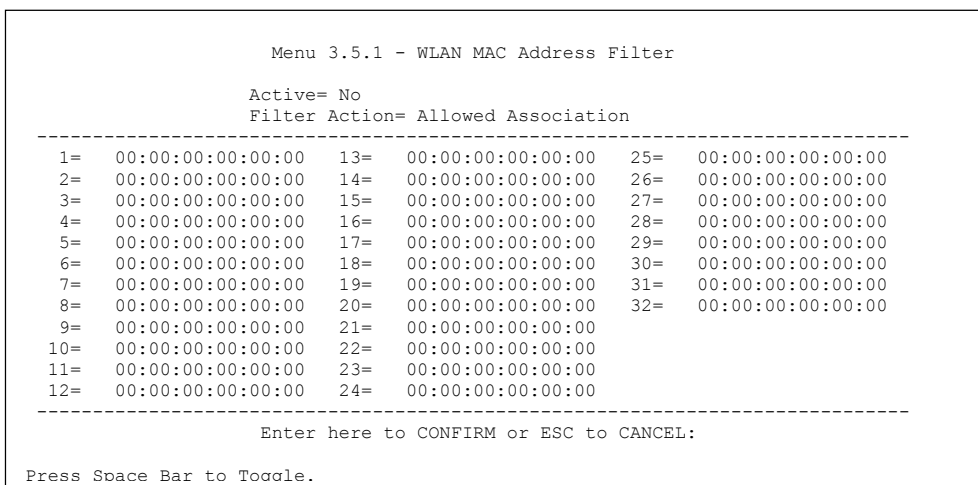 Menu 3.5.1 - WLAN MAC Address Filter
Active= No
Filter Action= Allowed Association
------------------------------------------------------------------------------
1= 00:00:00:00:00:00 13= 00:00:00:00:00:00 25= 00:00:00:00:00:00
2= 00:00:00:00:00:00 14= 00:00:00:00:00:00 26= 00:00:00:00:00:00
3= 00:00:00:00:00:00 15= 00:00:00:00:00:00 27= 00:00:00:00:00:00
4= 00:00:00:00:00:00 16= 00:00:00:00:00:00 28= 00:00:00:00:00:00
5= 00:00:00:00:00:00 17= 00:00:00:00:00:00 29= 00:00:00:00:00:00
6= 00:00:00:00:00:00 18= 00:00:00:00:00:00 30= 00:00:00:00:00:00
7= 00:00:00:00:00:00 19= 00:00:00:00:00:00 31= 00:00:00:00:00:00
8= 00:00:00:00:00:00 20= 00:00:00:00:00:00 32= 00:00:00:00:00:00
9= 00:00:00:00:00:00 21= 00:00:00:00:00:00
10= 00:00:00:00:00:00 22= 00:00:00:00:00:00
11= 00:00:00:00:00:00 23= 00:00:00:00:00:00
12= 00:00:00:00:00:00 24= 00:00:00:00:00:00
------------------------------------------------------------------------------
Enter here to CONFIRM or ESC to CANCEL:
Press Space Bar to Toggle.